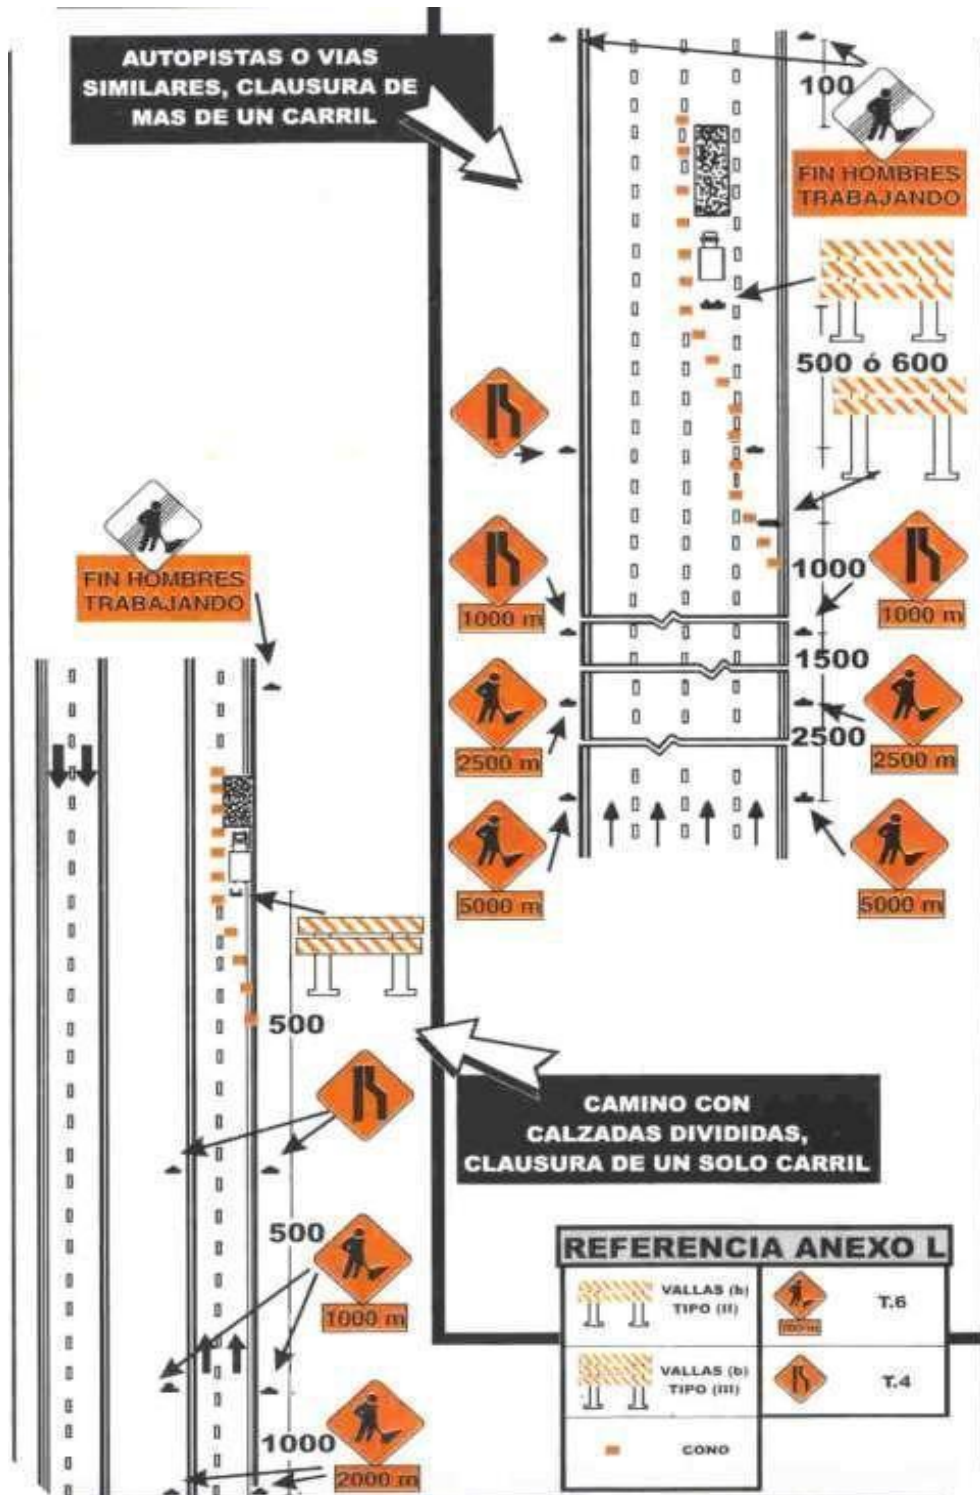 AUTOPISTAS O VIAS
SIMILARES, CLAUSURA DE
MAS DE UN CARRIL
100
FIN HOMBRES
TRABAJANDO
500 ó 600
1000
1000 m
1000 m
1500
2500 m
2500 m
2500
5000 m
5000 m
FIN HOMBRES
TRABAJANDO
500
500
1000 m
1000
2000 m
CAMINO CON
CALZADAS DIVIDIDAS,
CLAUSURA DE UN SOLO CARRIL
REFERENCIA ANEXO L
VALLAS (b)
TIPO (II)
T.6
VALLAS (b)
TIPO (III)
T.4
CONO